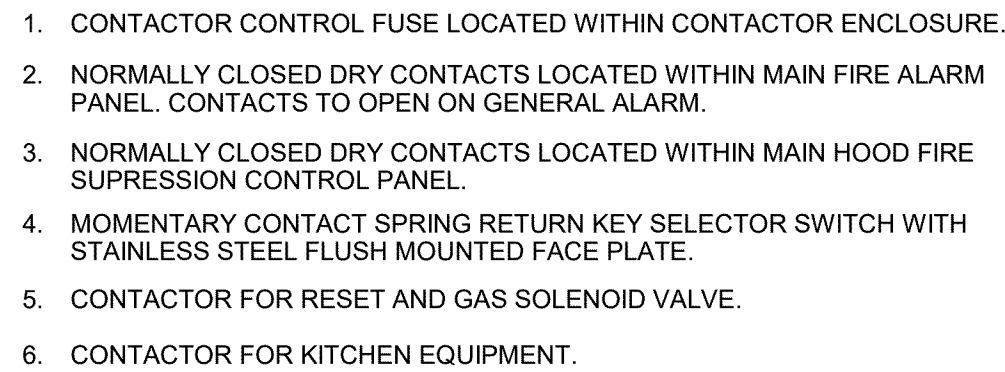 1. CONTACTOR CONTROL FUSE LOCATED WITHIN CONTACTOR ENCLOSURE.
2. NORMALLY CLOSED DRY CONTACTS LOCATED WITHIN MAIN FIRE ALARM
PANEL. CONTACTS TO OPEN ON GENERAL ALARM.
3. NORMALLY CLOSED DRY CONTACTS LOCATED WITHIN MAIN HOOD FIRE
SUPRESSION CONTROL PANEL.
4. MOMENTARY CONTACT SPRING RETURN KEY SELECTOR SWITCH WITH
STAINLESS STEEL FLUSH MOUNTED FACE PLATE.
5. CONTACTOR FOR RESET AND GAS SOLENOID VALVE.
6. CONTACTOR FOR KITCHEN EQUIPMENT.